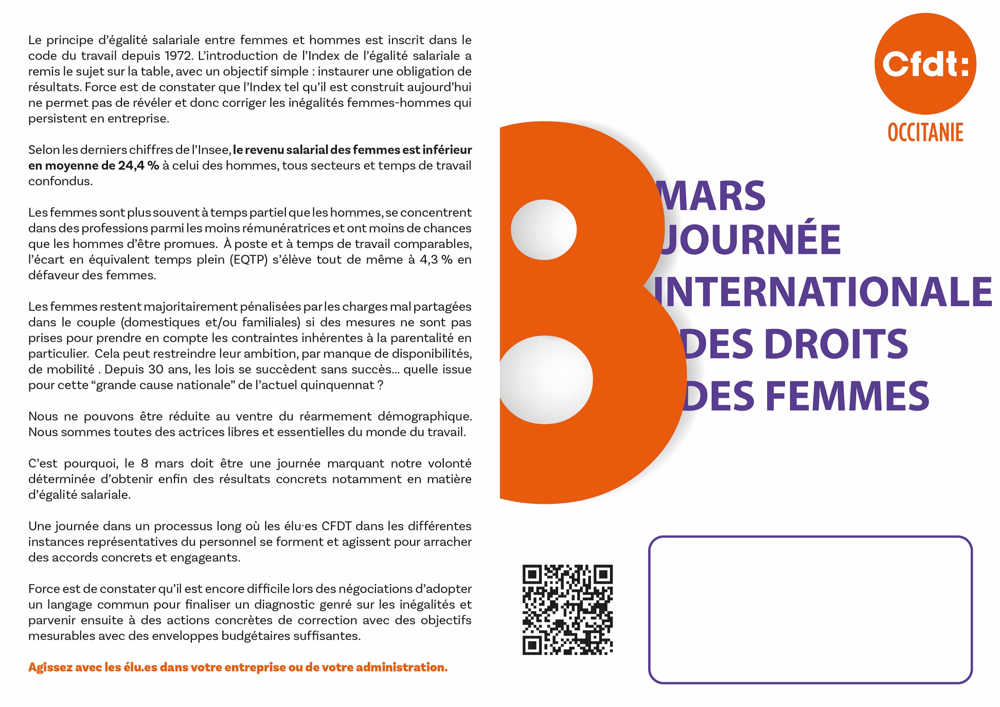 Le principe d’égalité salariale entre femmes et hommes est inscrit dans le
code du travail depuis 1972. L’introduction de l’Index de l’égalité salariale a
remis le sujet sur la table, avec un objectif simple : instaurer une obligation de
résultats. Force est de constater que l’Index tel qu’il est construit aujourd’hui
ne permet pas de révéler et donc corriger les inégalités femmes-hommes qui
persistent en entreprise.
Selon les derniers chiffres de l’Insee, le revenu salarial des femmes est inférieur
en moyenne de 24,4 % à celui des hommes, tous secteurs et temps de travail
confondus.
Les femmes sont plus souvent à temps partiel que les hommes, se concentrent
dans des professions parmi les moins rémunératrices et ont moins de chances
que les hommes d’être promues. À poste et à temps de travail comparables,
l’écart en équivalent temps plein (EQTP) s’élève tout de même à 4,3 % en
défaveur des femmes.
Les femmes restent majoritairement pénalisées par les charges mal partagées
dans le couple (domestiques et/ou familiales) si des mesures ne sont pas
prises pour prendre en compte les contraintes inhérentes à la parentalité en
particulier. Cela peut restreindre leur ambition, par manque de disponibilités,
de mobilité . Depuis 30 ans, les lois se succèdent sans succès... quelle issue
pour cette “grande cause nationale” de l’actuel quinquennat ?
Nous ne pouvons être réduite au ventre du réarmement démographique.
Nous sommes toutes des actrices libres et essentielles du monde du travail.
C’est pourquoi, le 8 mars doit être une journée marquant notre volonté
déterminée d’obtenir enfin des résultats concrets notamment en matière
d’égalité salariale.
Une journée dans un processus long où les élu·es CFDT dans les différentes
instances représentatives du personnel se forment et agissent pour arracher
des accords concrets et engageants.
Force est de constater qu’il est encore difficile lors des négociations d’adopter
un langage commun pour finaliser un diagnostic genré sur les inégalités et
parvenir ensuite à des actions concrètes de correction avec des objectifs
mesurables avec des enveloppes budgétaires suffisantes.
Agissez avec les élu.es dans votre entreprise ou de votre administration.
Cfdt:
OCCITANIE
8
MARS
JOURNÉE
INTERNATIONALE
DES DROITS
DES FEMMES